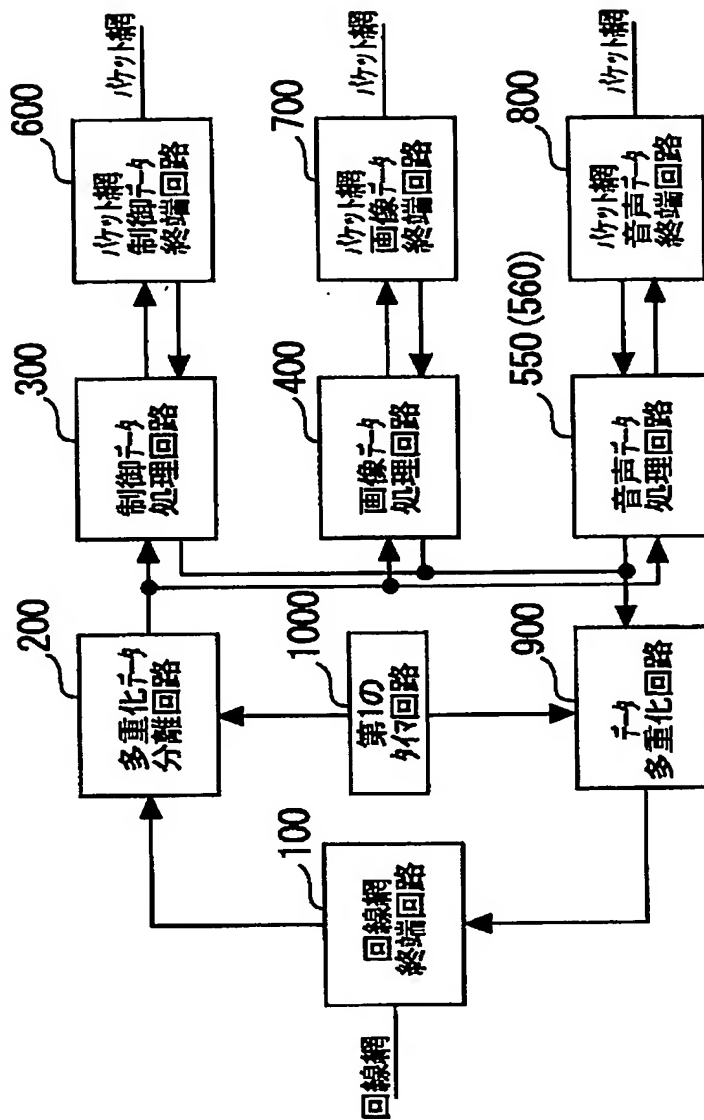 回線網
100
回線網
終端回路
200
多重化データ
分離回路
1000
第1の
タイマ回路
900
データ
多重化回路
300
制御データ
処理回路
400
画像データ
処理回路
550(560)
音声データ
処理回路
600
パケット網
制御データ
終端回路
パケット網
700
パケット網
画像データ
終端回路
パケット網
800
パケット網
音声データ
終端回路
パケット網